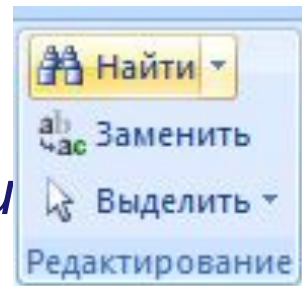 Найти
Заменить
Выделить
Редактирование